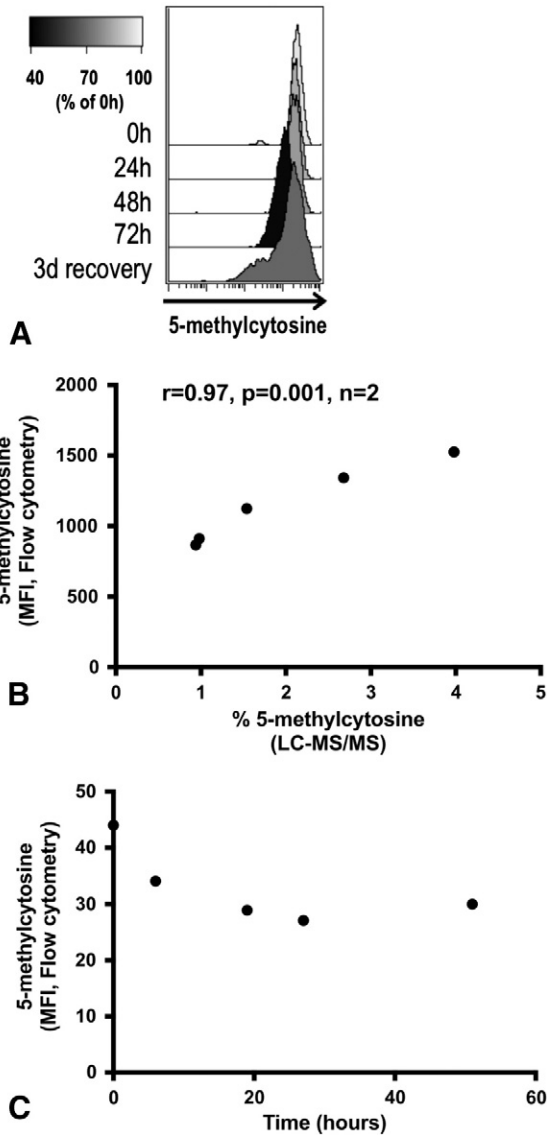 40 70 100
(% of 0h)
0h
24h
48h
72h
3d recovery
5-methylcytosine
A
2000
1500
1000
500
0
r=0.97, p=0.001, n=2
5-methylcytosine
(MFI, Flow cytometry)
0 1 2 3 4 5
% 5-methylcytosine
(LC-MS/MS)
B
50
40
30
20
10
0
5-methylcytosine
(MFI, Flow cytometry)
0 20 40 60
Time (hours)
C